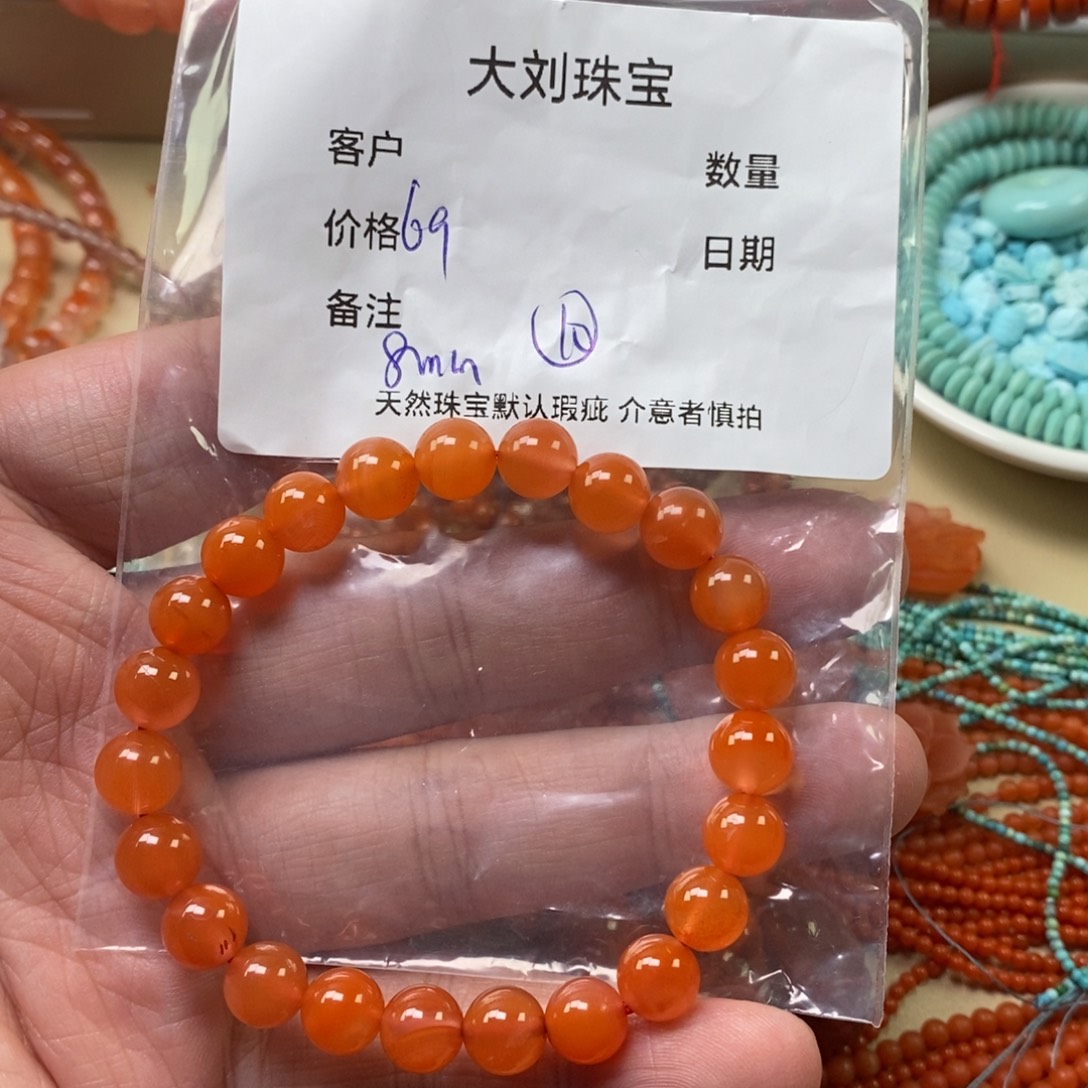 大刘珠宝
客户 数量
价格69 日期
备注
8mm ⑩
天然珠宝默认瑕疵 介意者慎拍